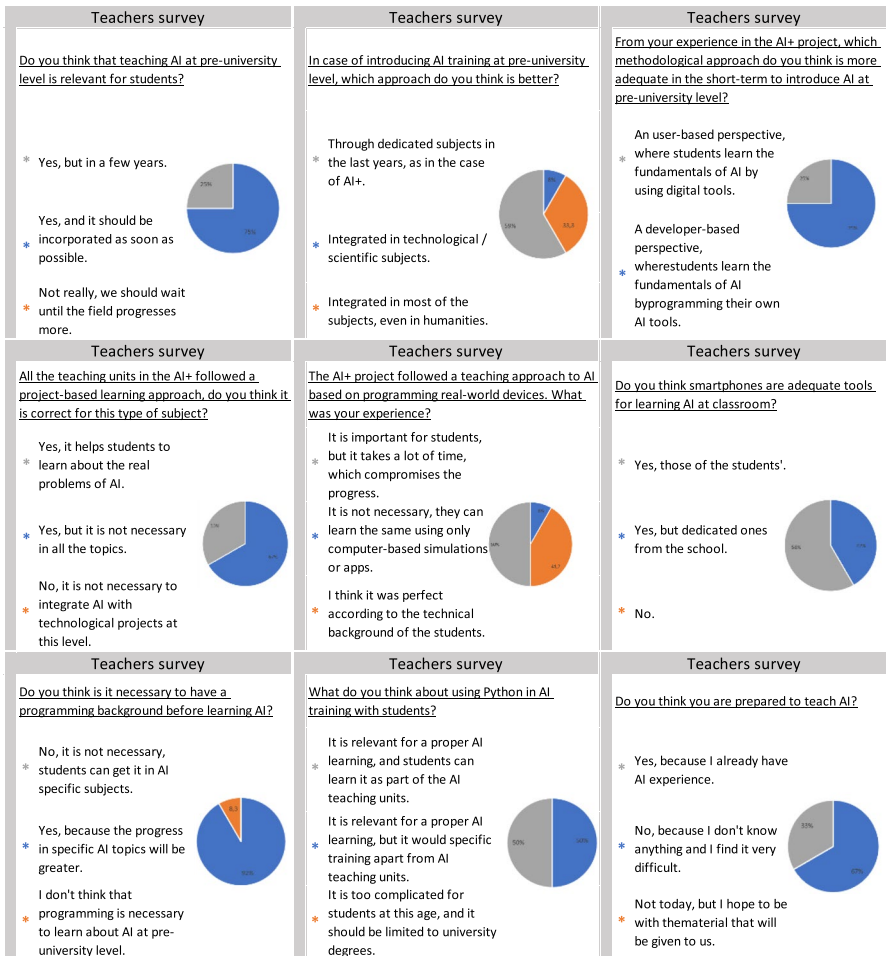 Teachers survey
Do you think that teaching AI at pre-university
level is relevant for students?
* Yes, but in a few years.
* Yes, and it should be
incorporated as soon as
possible.
* Not really, we should wait
until the field progresses
more.
25%
75%
Teachers survey
In case of introducing AI training at pre-university
level, which approach do you think is better?
* Through dedicated subjects in
the last years, as in the case
of AI+.
* Integrated in technological /
scientific subjects.
* Integrated in most of the
subjects, even in humanities.
33,3
Teachers survey
From your experience in the AI+ project, which
methodological approach do you think is more
adequate in the short-term to introduce AI at
pre-university level?
* An user-based perspective,
where students learn the
fundamentals of AI by
using digital tools.
* A developer-based
perspective,
wherestudents learn the
fundamentals of AI
byprogramming their own
AI tools.
Teachers survey
All the teaching units in the AI+ followed a
project-based learning approach, do you think it
is correct for this type of subject?
* Yes, it helps students to
learn about the real
problems of AI.
* Yes, but it is not necessary
in all the topics.
* No, it is not necessary to
integrate AI with
technological projects at
this level.
Teachers survey
The AI+ project followed a teaching approach to AI
based on programming real-world devices. What
was your experience?
* It is important for students,
but it takes a lot of time,
which compromises the
progress.
* It is not necessary, they can
learn the same using only
computer-based simulations
or apps.
* I think it was perfect
according to the technical
background of the students.
Teachers survey
Do you think smartphones are adequate tools
for learning AI at classroom?
* Yes, those of the students'.
* Yes, but dedicated ones
from the school.
* No.
Teachers survey
Do you think is it necessary to have a
programming background before learning AI?
* No, it is not necessary,
students can get it in AI
specific subjects.
* Yes, because the progress
in specific AI topics will be
greater.
* I don't think that
programming is necessary
to learn about AI at pre-
university level.
8,3
Teachers survey
What do you think about using Python in AI
training with students?
* It is relevant for a proper AI
learning, and students can
learn it as part of the AI
teaching units.
* It is relevant for a proper AI
learning, but it would specific
training apart from AI
teaching units.
* It is too complicated for
students at this age, and it
should be limited to university
degrees.
50%
50%
Teachers survey
Do you think you are prepared to teach AI?
* Yes, because I already have
AI experience.
* No, because I don't know
anything and I find it very
difficult.
* Not today, but I hope to be
with thematerial that will
be given to us.
33%
67%